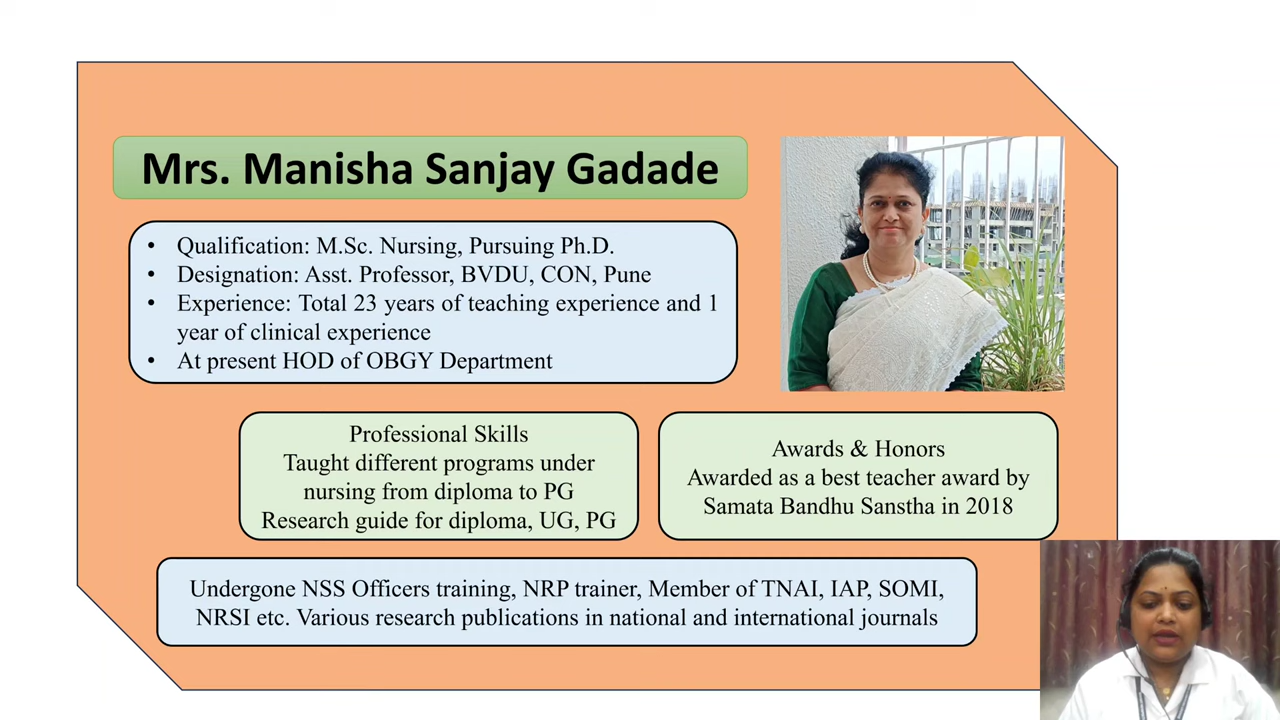 Mrs. Manisha Sanjay Gadade
• Qualification: M.Sc. Nursing, Pursuing Ph.D.
• Designation: Asst. Professor, BVDU, CON, Pune
• Experience: Total 23 years of teaching experience and 1
year of clinical experience
• At present HOD of OBGY Department
Professional Skills
Taught different programs under
nursing from diploma to PG
Research guide for diploma, UG, PG
Awards & Honors
Awarded as a best teacher award by
Samata Bandhu Sanstha in 2018
Undergone NSS Officers training, NRP trainer, Member of TNAI, IAP, SOMI,
NRSI etc. Various research publications in national and international journals